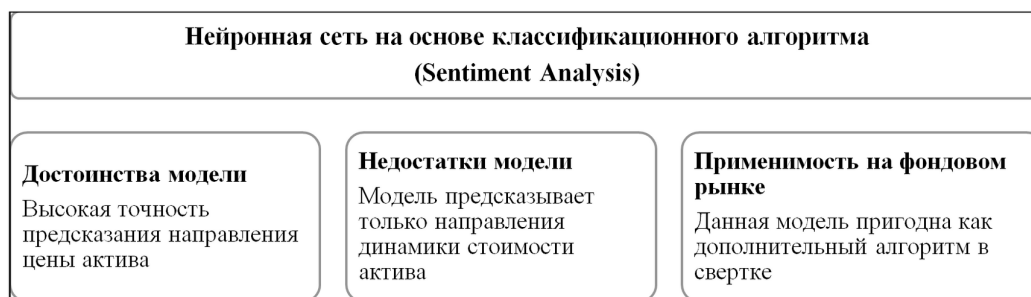 Нейронная сеть на основе классификационного алгоритма
(Sentiment Analysis)
Достоинства модели
Высокая точность
предсказания направления
цены актива
Недостатки модели
Модель предсказывает
только направления
динамики стоимости
актива
Применимость на фондовом
рынке
Данная модель пригодна как
дополнительный алгоритм в
свертке